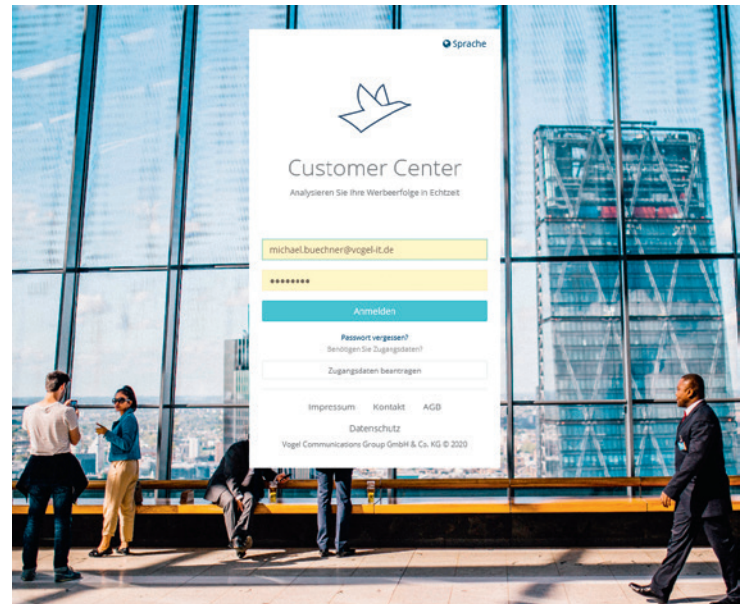 Sprache
Customer Center
Analysieren Sie Ihre Werbeerfolge in Echtzeit
michael.buechner@vogel-it.de
••••••••
Anmelden
Passwort vergessen?
Benötigen Sie Zugangsdaten?
Zugangsdaten beantragen
Impressum Kontakt AGB
Datenschutz
Vogel Communications Group GmbH & Co. KG © 2020